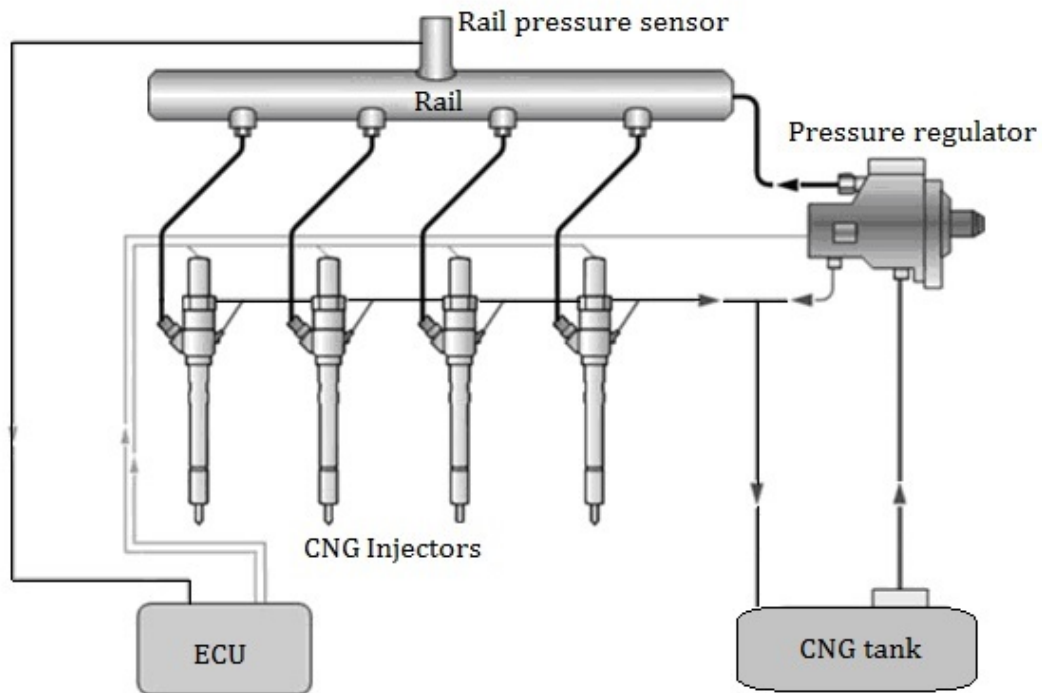 Rail pressure sensor
Rail
Pressure regulator
CNG Injectors
ECU
CNG tank